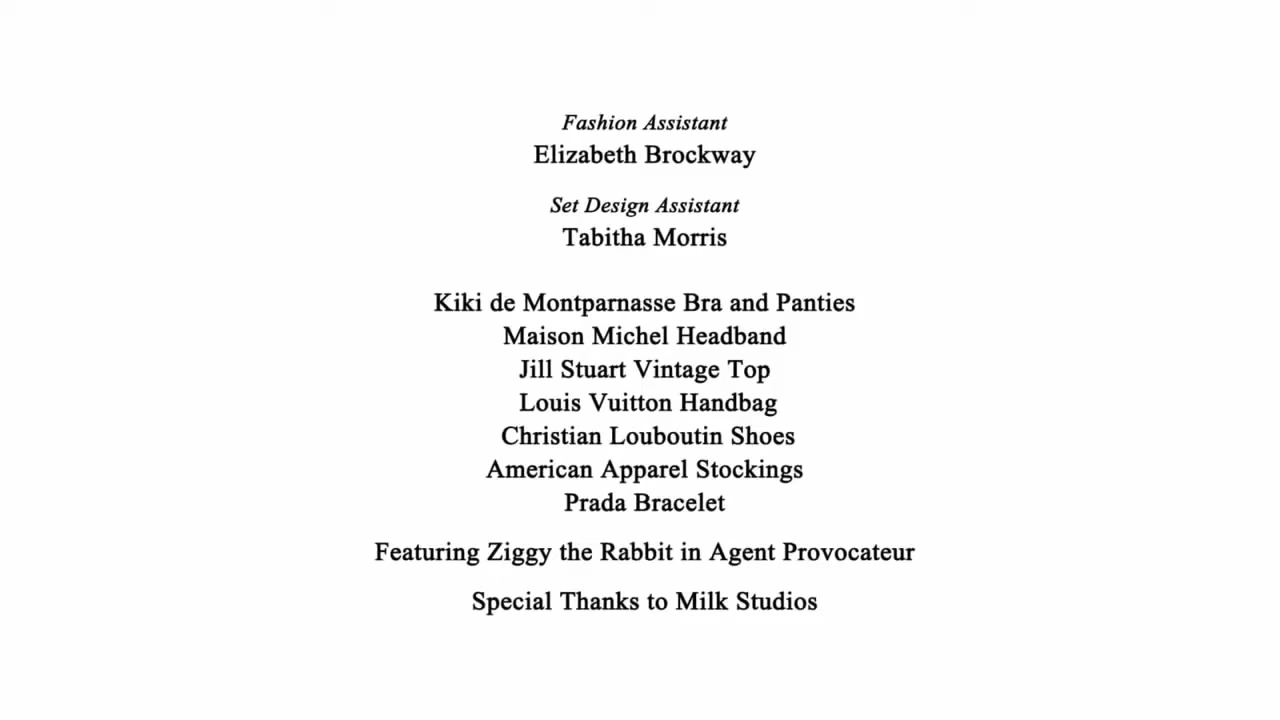 Fashion Assistant
Elizabeth Brockway
Set Design Assistant
Tabitha Morris
Kiki de Montparnasse Bra and Panties
Maison Michel Headband
Jill Stuart Vintage Top
Louis Vuitton Handbag
Christian Louboutin Shoes
American Apparel Stockings
Prada Bracelet
Featuring Ziggy the Rabbit in Agent Provocateur
Special Thanks to Milk Studios